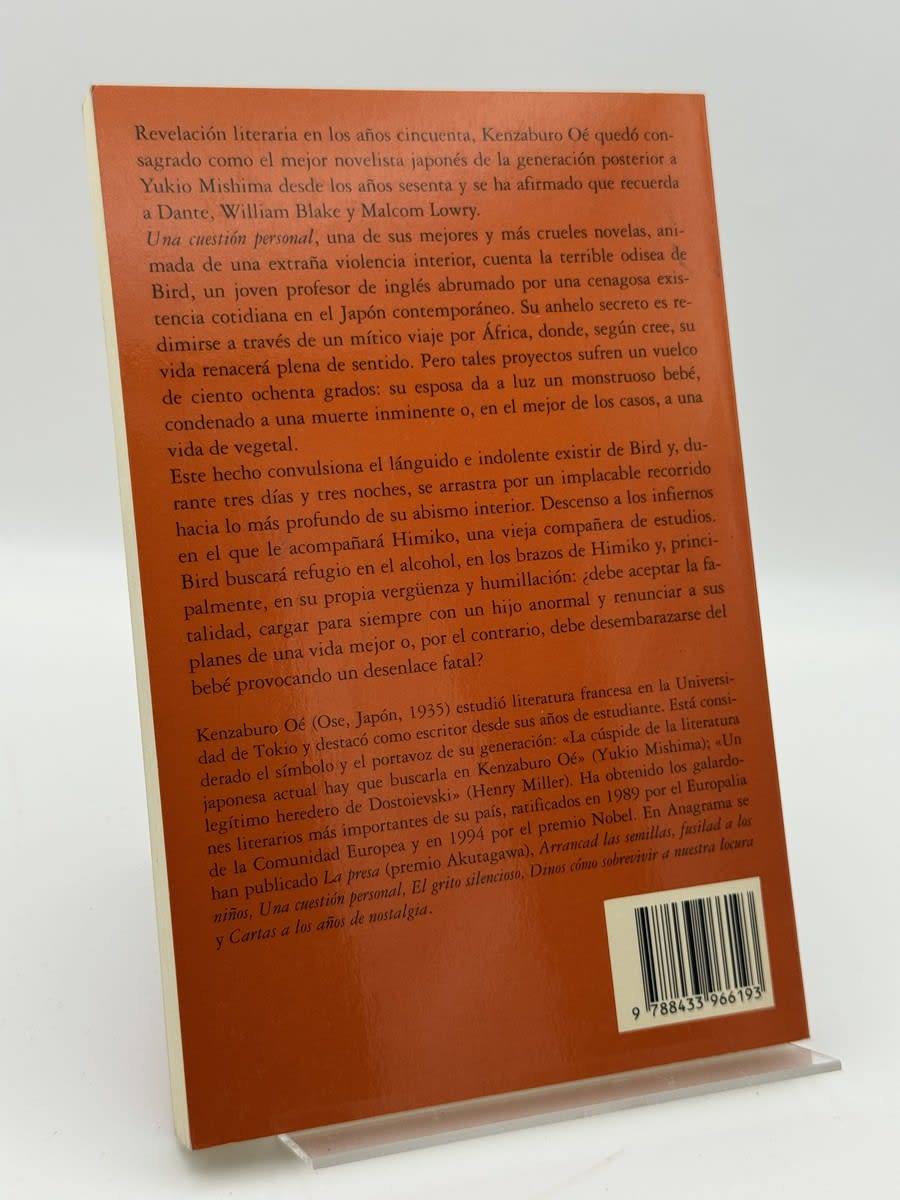 Revelación literaria en los años cincuenta, Kenzaburo Oé quedó con-
sagrado como el mejor novelista japonés de la generación posterior a
Yukio Mishima desde los años sesenta y se ha afirmado que recuerda
a Dante, William Blake y Malcom Lowry.
Una cuestión personal, una de sus mejores y más crueles novelas, ani-
mada de una extraña violencia interior, cuenta la terrible odisea de
Bird, un joven profesor de inglés abrumado por una cenagosa exis-
tencia cotidiana en el Japón contemporáneo. Su anhelo secreto es re-
dimirse a través de un mítico viaje por África, donde, según cree, su
vida renacerá plena de sentido. Pero tales proyectos sufren un vuelco
de ciento ochenta grados: su esposa da a luz un monstruoso bebé,
condenado a una muerte inminente o, en el mejor de los casos, a una
vida de vegetal.
Este hecho convulsiona el lánguido e indolente existir de Bird y, du-
rante tres días y tres noches, se arrastra por un implacable recorrido
hacia lo más profundo de su abismo interior. Descenso a los infiernos
en el que le acompañará Himiko, una vieja compañera de estudios.
Bird buscará refugio en el alcohol, en los brazos de Himiko y, princi-
palmente, en su propia vergüenza y humillación: ¿debe aceptar la fa-
talidad, cargar para siempre con un hijo anormal y renunciar a sus
planes de una vida mejor o, por el contrario, debe desembarazarse del
bebé provocando un desenlace fatal?
Kenzaburo Oé (Ose, Japón, 1935) estudió literatura francesa en la Universi-
dad de Tokio y destacó como escritor desde sus años de estudiante. Está consi-
derado el símbolo y el portavoz de su generación: «La cúspide de la literatura
japonesa actual hay que buscarla en Kenzaburo Oé» (Yukio Mishima); «Un
legítimo heredero de Dostoievski» (Henry Miller). Ha obtenido los galardo-
nes literarios más importantes de su país, ratificados en 1989 por el Europalia
de la Comunidad Europea y en 1994 por el premio Nobel. En Anagrama se
han publicado La presa (premio Akutagawa), Arrancad las semillas, fusilad a los
niños, Una cuestión personal, El grito silencioso, Dinos cómo sobrevivir a nuestra locura
y Cartas a los años de nostalgia.
9 788433 966193